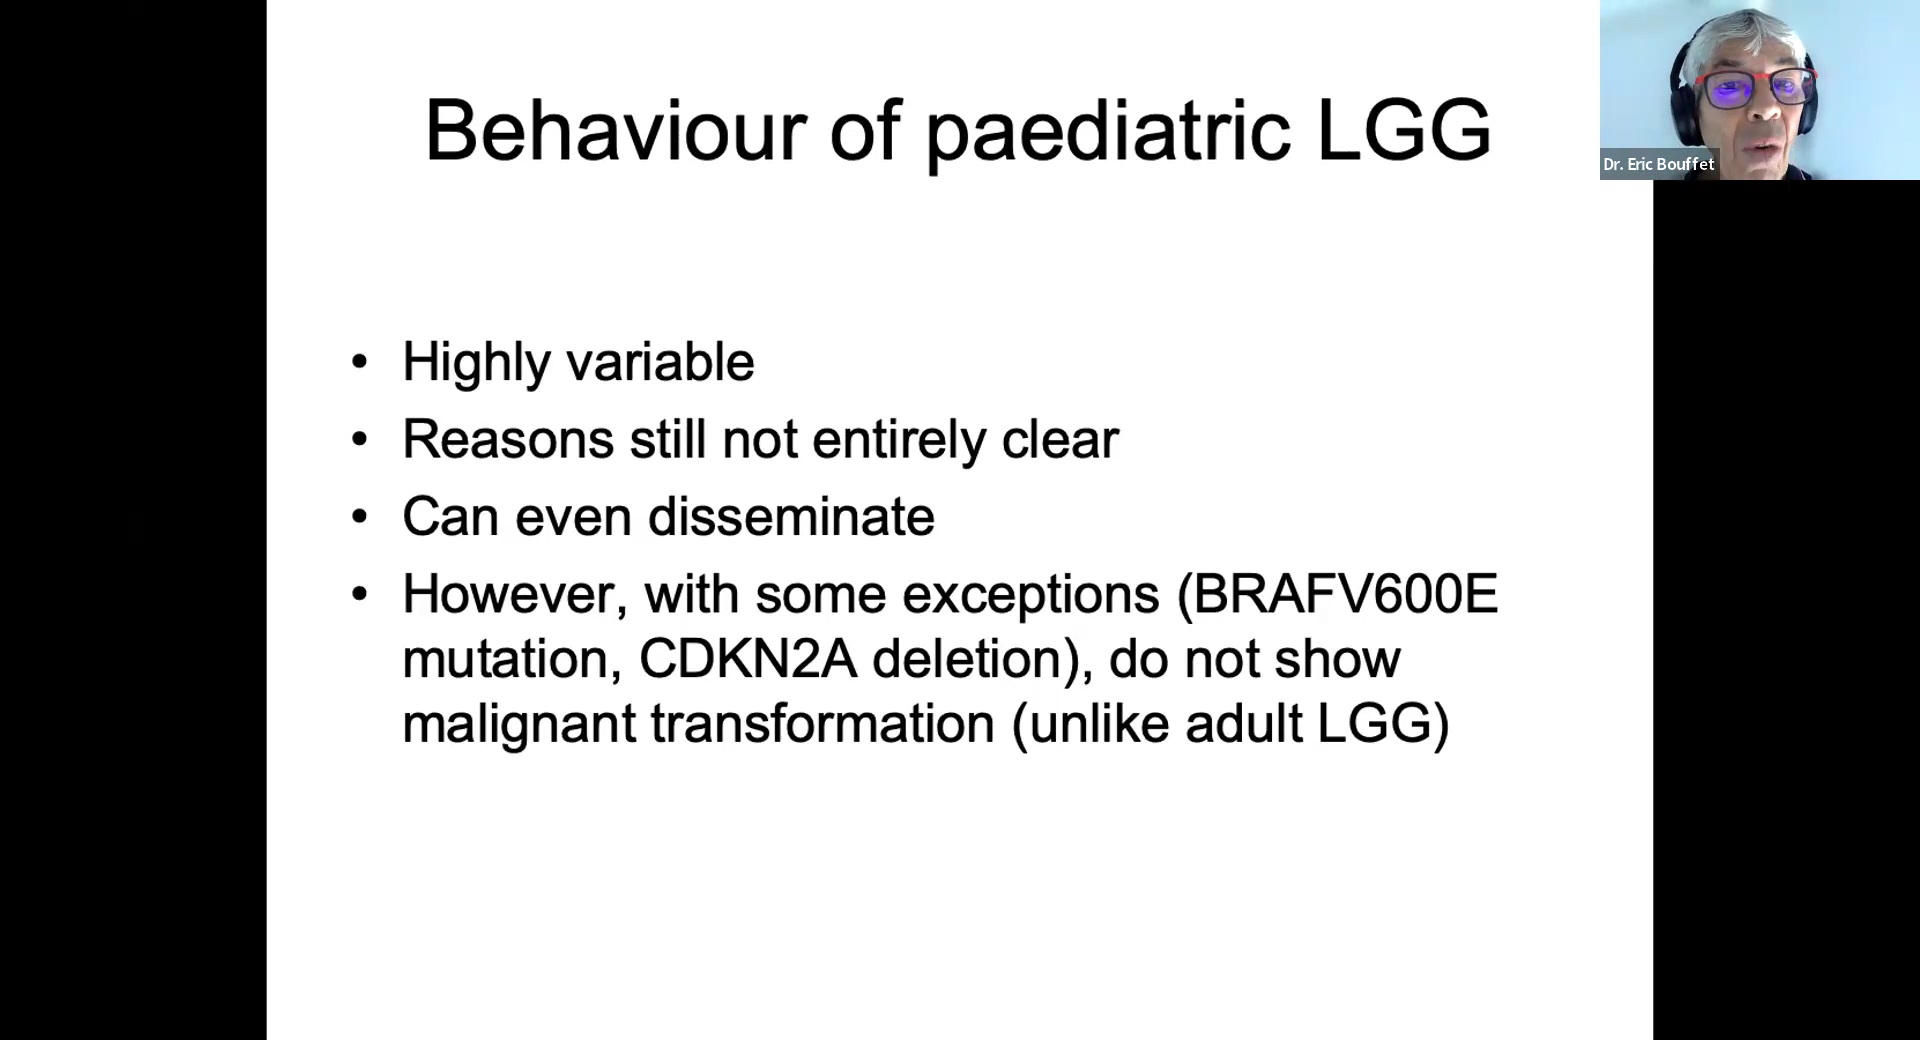 Behaviour of paediatric LGG
Dr. Eric Bouffet
• Highly variable
• Reasons still not entirely clear
• Can even disseminate
• However, with some exceptions (BRAFV600E
mutation, CDKN2A deletion), do not show
malignant transformation (unlike adult LGG)